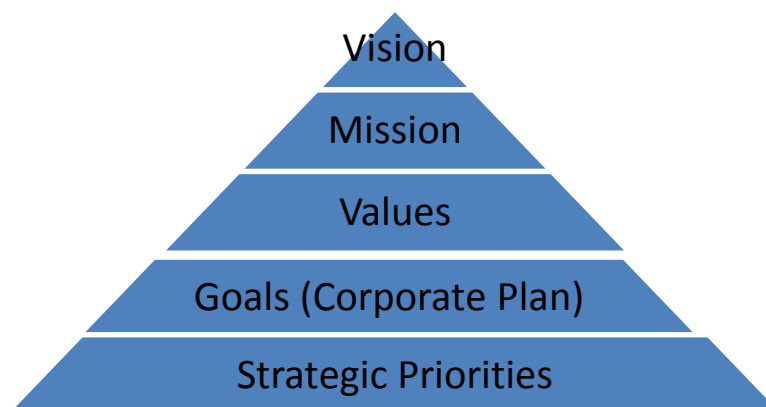 Vision
Mission
Values
Goals (Corporate Plan)
Strategic Priorities